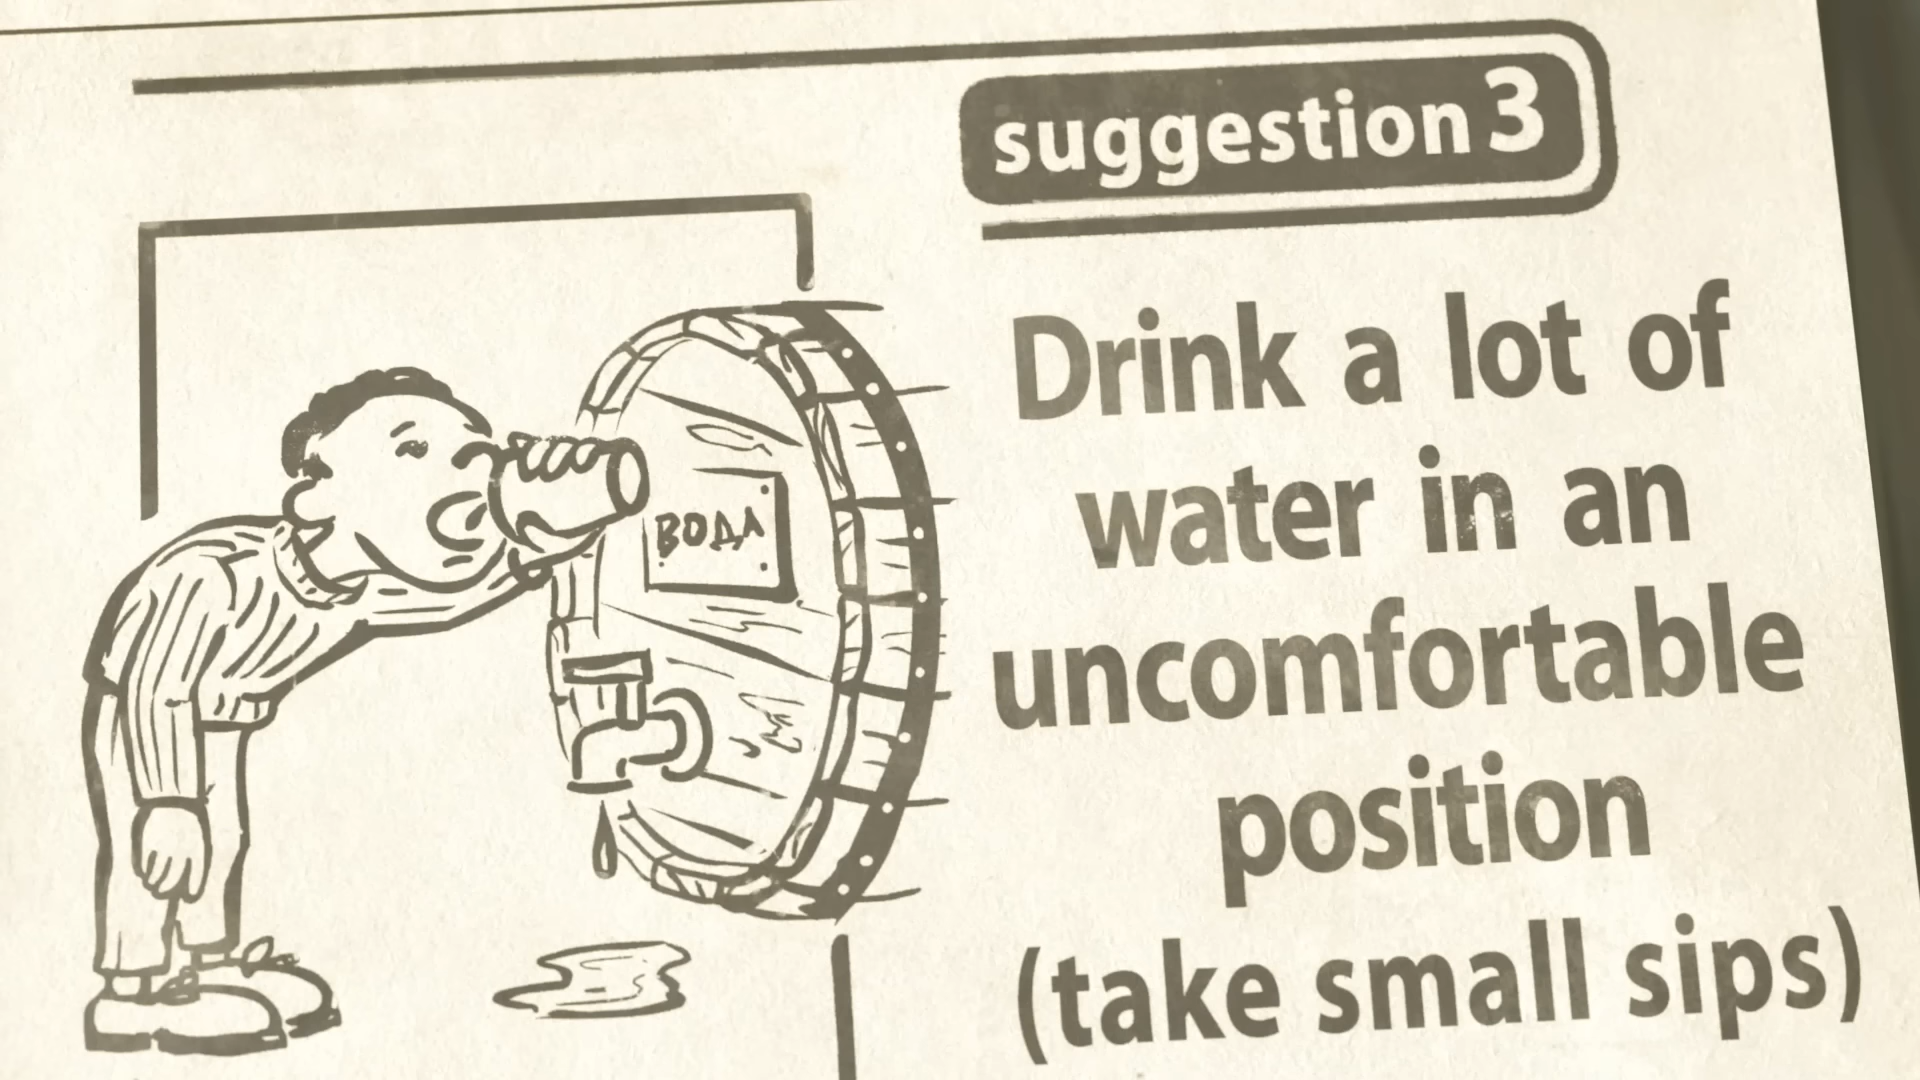 suggestion 3
Drink a lot of
water in an
uncomfortable
position
(take small sips)
ВОДА